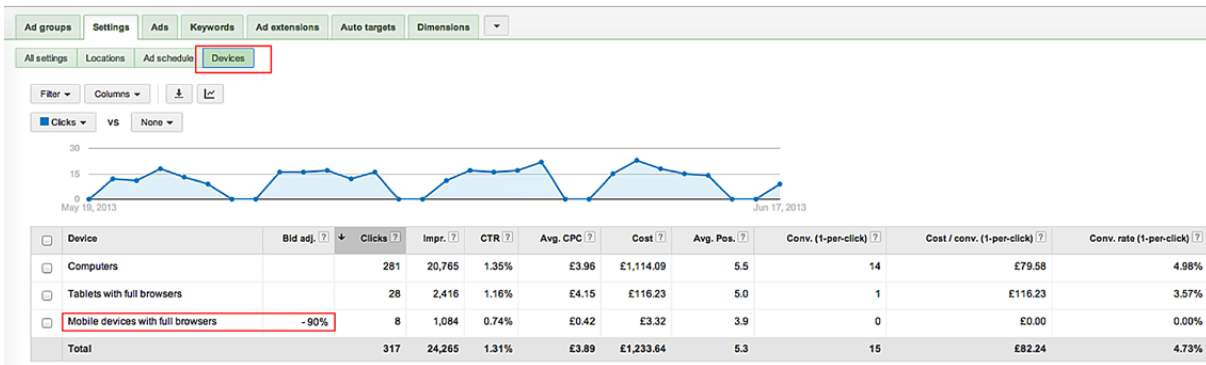 Ad groups Settings Ads Keywords Ad extensions Auto targets Dimensions
All settings Locations Ad schedule Devices
Filter Columns
Clicks VS None
30
15
0
May 19, 2013 Jun 17, 2013
Device Bid adj. ? Clicks ? Impr. ? CTR ? Avg. CPC ? Cost ? Avg. Pos. ? Conv. (1-per-click) ? Cost / conv. (1-per-click) ? Conv. rate (1-per-click) ?
Computers 281 20,765 1.35% £3.96 £1,114.09 5.5 14 £79.58 4.98%
Tablets with full browsers 28 2,416 1.16% £4.15 £116.23 5.0 1 £116.23 3.57%
Mobile devices with full browsers - 90% 8 1,084 0.74% £0.42 £3.32 3.9 0 £0.00 0.00%
Total 317 24,265 1.31% £3.89 £1,233.64 5.3 15 £82.24 4.73%